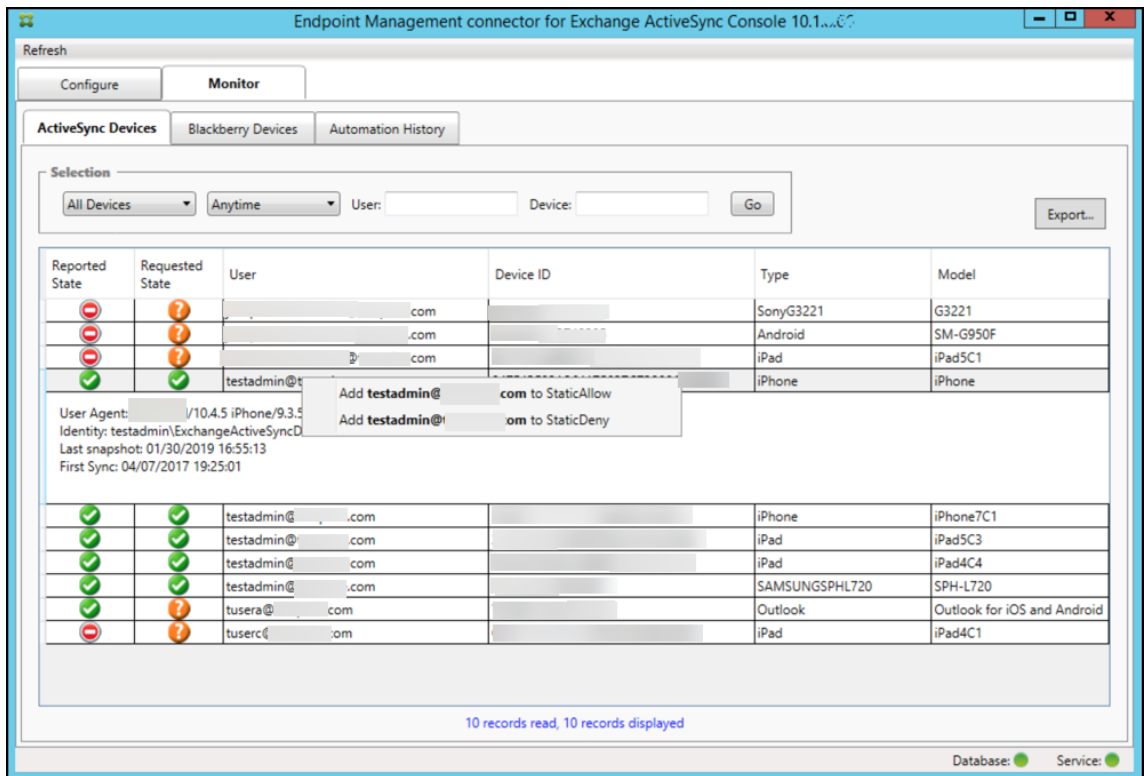 Endpoint Management connector for Exchange ActiveSync Console 10.1...
Refresh
Configure Monitor
ActiveSync Devices Blackberry Devices Automation History
Selection
All Devices Anytime User: Device: Go
Export...
Reported State Requested State User Device ID Type Model
.com SonyG3221 G3221
.com Android SM-G950F
.com iPad iPad5C1
testadmin@ iPhone iPhone
Add testadmin@ com to StaticAllow
Add testadmin@ om to StaticDeny
User Agent: /10.4.5 iPhone/9.3.5
Identity: testadmin\ExchangeActiveSyncD
Last snapshot: 01/30/2019 16:55:13
First Sync: 04/07/2017 19:25:01
testadmin@ .com iPhone iPhone7C1
testadmin@ .com iPad iPad5C3
testadmin@ .com iPad iPad4C4
testadmin@ .com SAMSUNGSPHL720 SPH-L720
tusera@ com Outlook Outlook for iOS and Android
tuserc om iPad iPad4C1
10 records read, 10 records displayed
Database: Service: